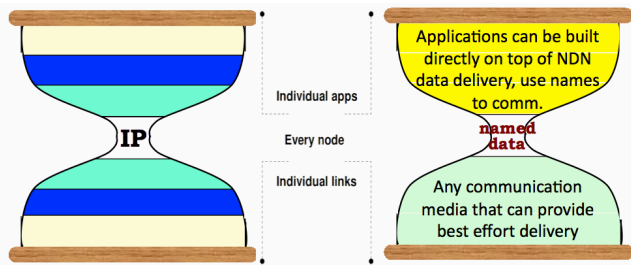 IP
Individual apps
Every node
Individual links
Applications can be built
directly on top of NDN
data delivery, use names
to comm.
named
data
Any communication
media that can provide
best effort delivery